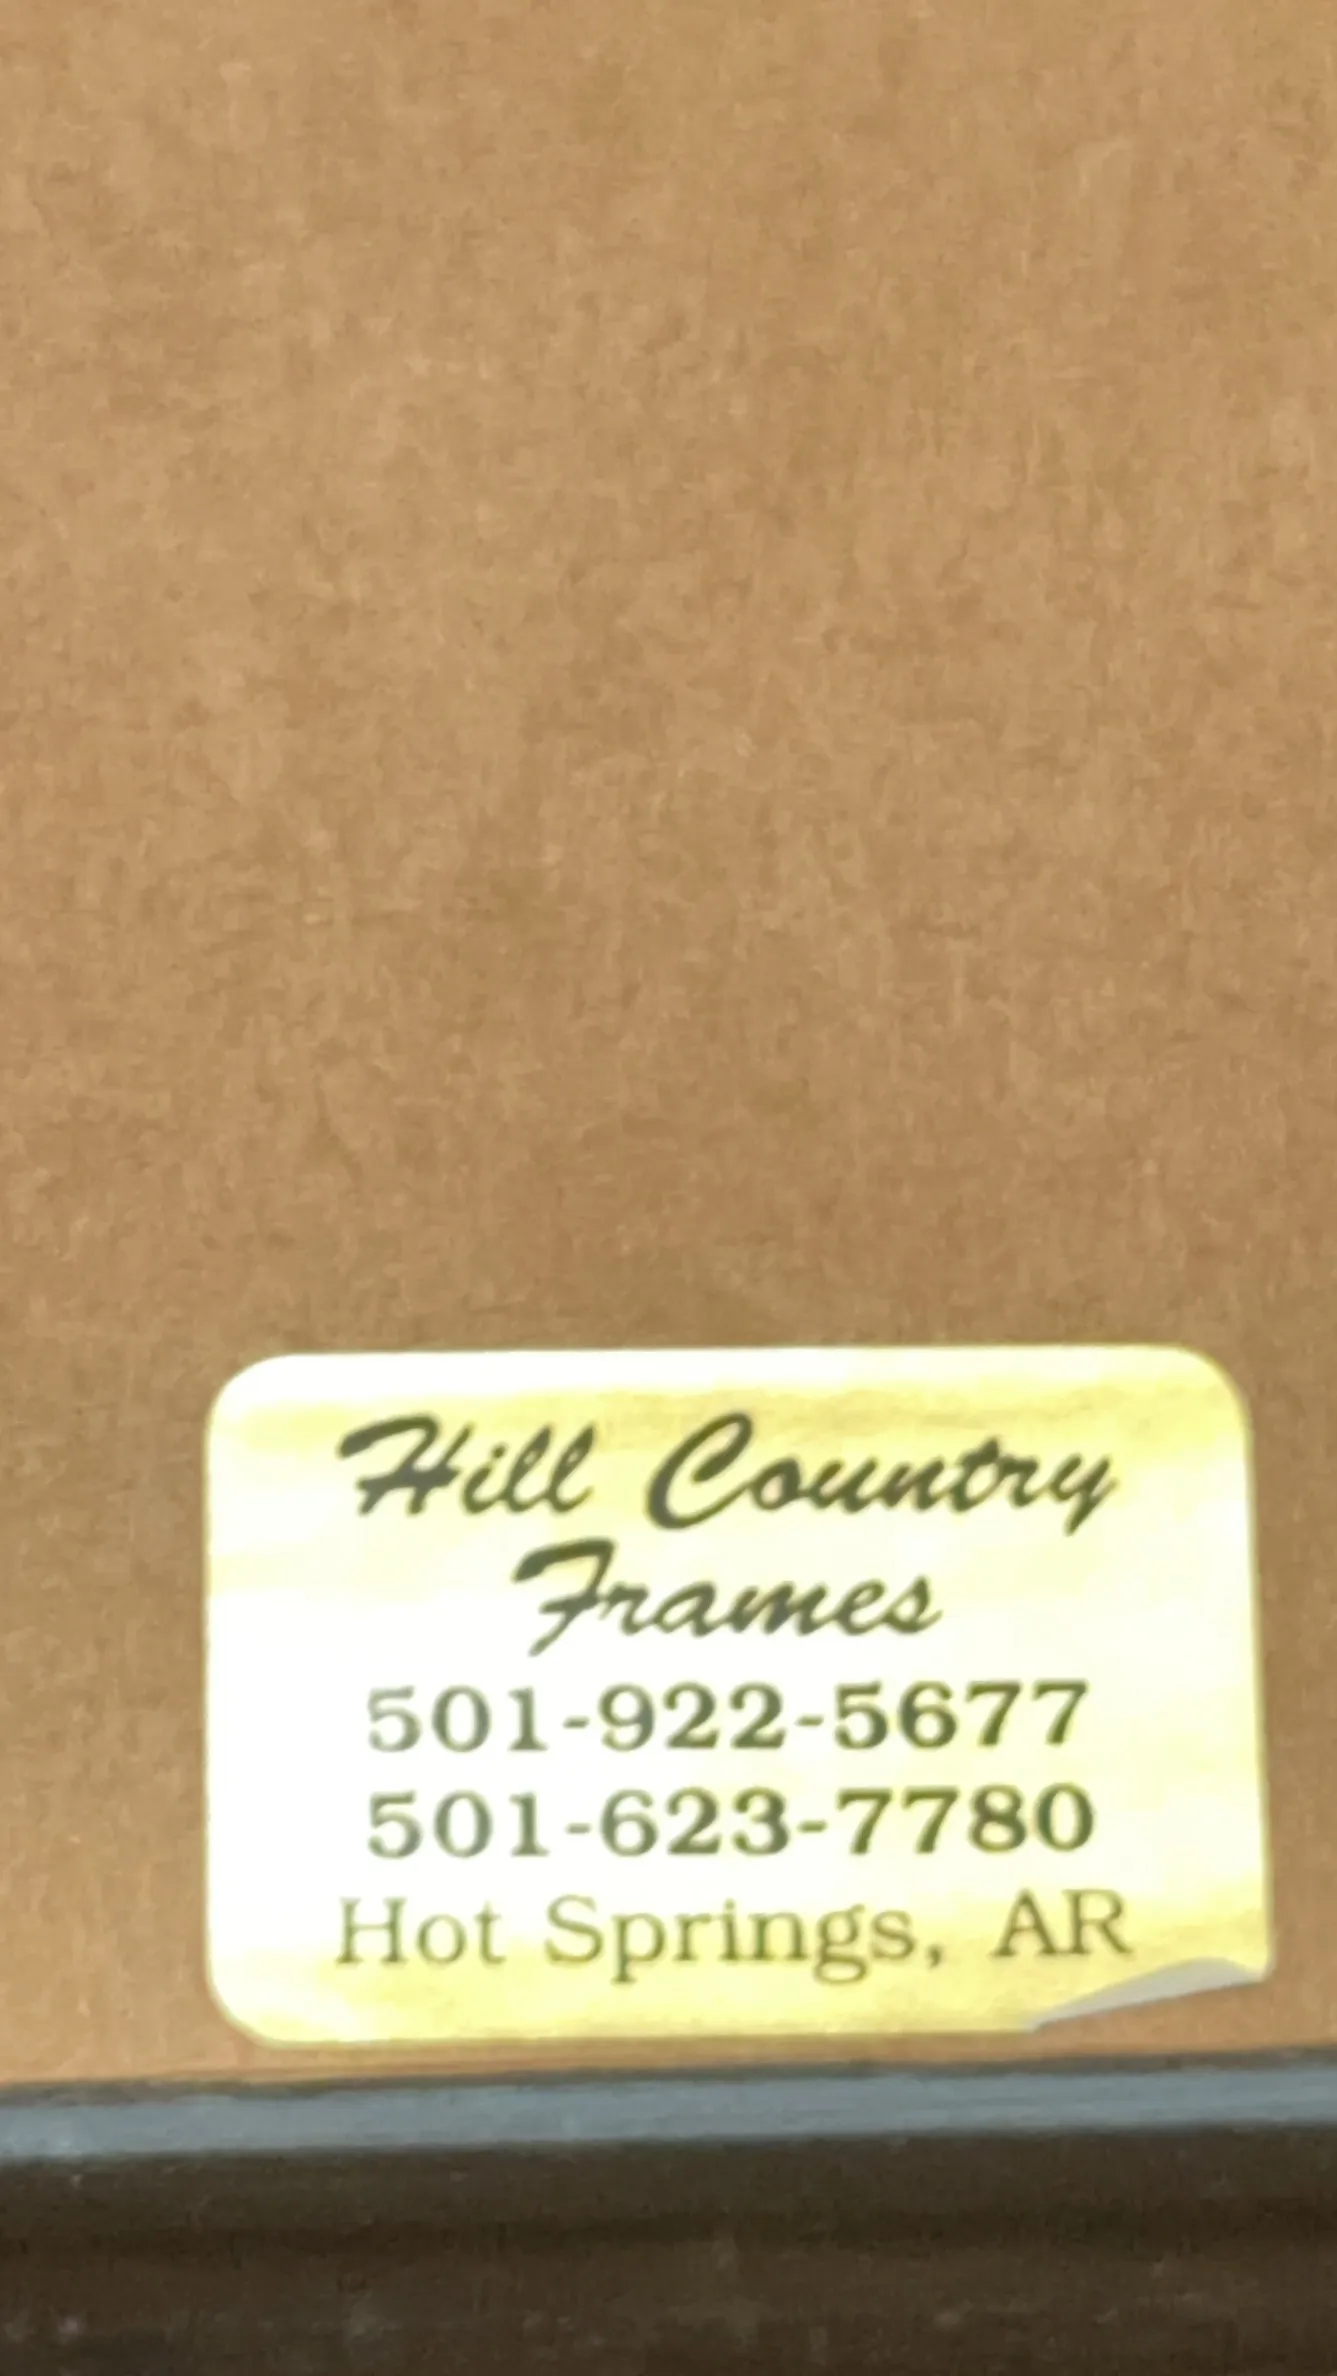 Hill Country
Frames
501-922-5677
501-623-7780
Hot Springs, AR